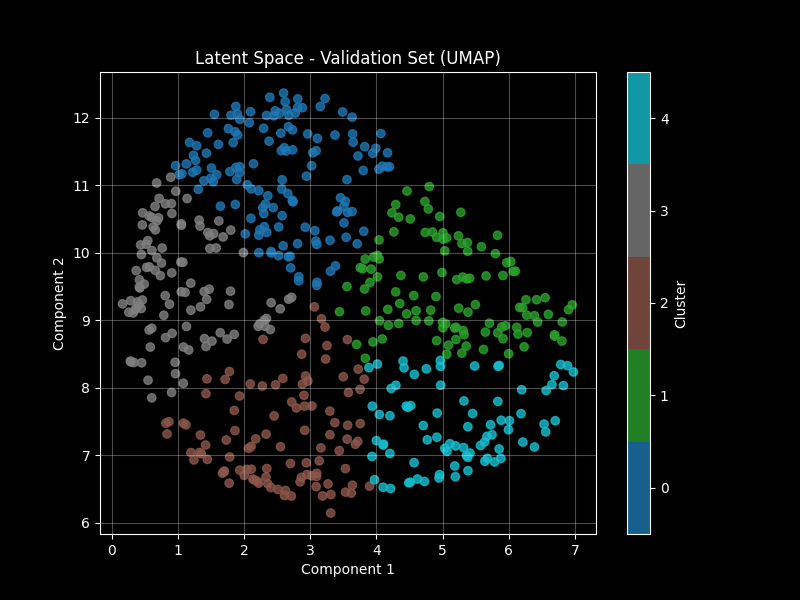 Latent Space - Validation Set (UMAP)
12
11
10
9
8
7
6
Component 2
0 1 2 3 4 5 6 7
Component 1
4
3
2
1
0
Cluster